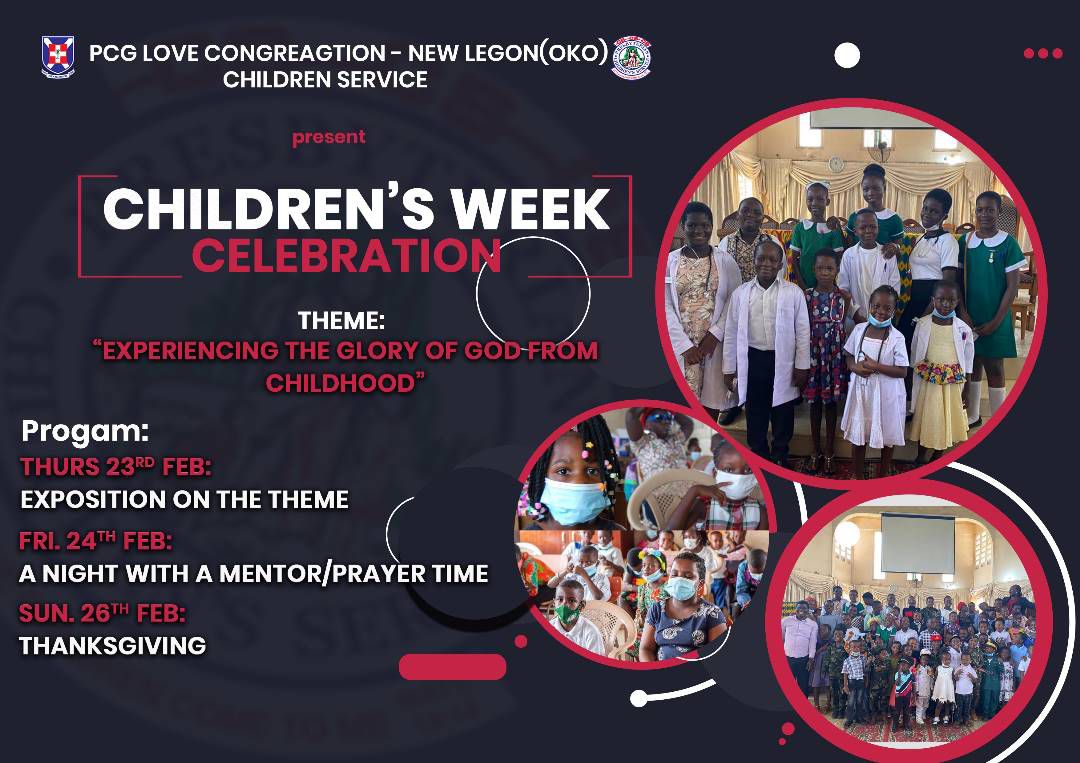 PCG LOVE CONGREAGTION - NEW LEGON(OKO)
CHILDREN SERVICE
present
CHILDREN'S WEEK
CELEBRATION
THEME:
“EXPERIENCING THE GLORY OF GOD FROM
CHILDHOOD”
Progam:
THURS 23RD FEB:
EXPOSITION ON THE THEME
FRI. 24TH FEB:
A NIGHT WITH A MENTOR/PRAYER TIME
SUN. 26TH FEB:
THANKSGIVING